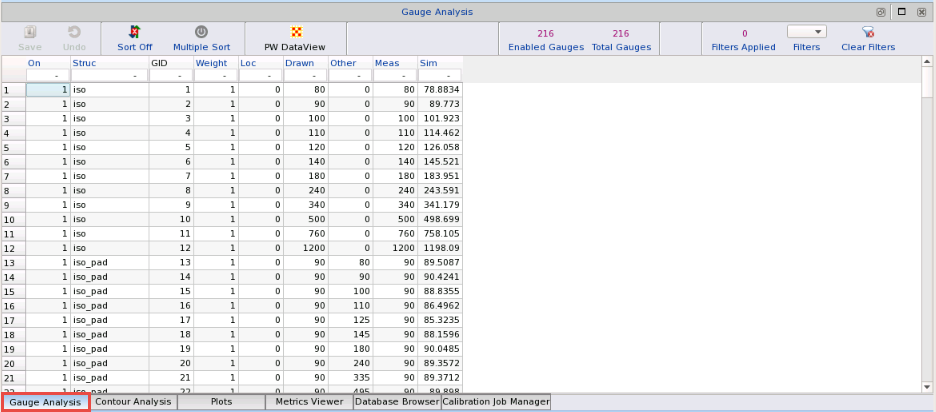 Gauge Analysis
216 216 0
Save Undo Sort Off Multiple Sort PW DataView Enabled Gauges Total Gauges Filters Applied Filters Clear Filters
On Struc GID Weight Loc Drawn Other Meas Sim
- - - - - - - - -
1 1 iso 1 1 0 80 0 80 78.8834
2 1 iso 2 1 0 90 0 90 89.773
3 1 iso 3 1 0 100 0 100 101.923
4 1 iso 4 1 0 110 0 110 114.462
5 1 iso 5 1 0 120 0 120 126.058
6 1 iso 6 1 0 140 0 140 145.521
7 1 iso 7 1 0 180 0 180 183.951
8 1 iso 8 1 0 240 0 240 243.591
9 1 iso 9 1 0 340 0 340 341.179
10 1 iso 10 1 0 500 0 500 498.699
11 1 iso 11 1 0 760 0 760 758.105
12 1 iso 12 1 0 1200 0 1200 1198.09
13 1 iso_pad 13 1 0 90 80 90 89.5087
14 1 iso_pad 14 1 0 90 90 90 90.4241
15 1 iso_pad 15 1 0 90 100 90 88.8355
16 1 iso_pad 16 1 0 90 110 90 86.4962
17 1 iso_pad 17 1 0 90 125 90 85.3235
18 1 iso_pad 18 1 0 90 145 90 88.1596
19 1 iso_pad 19 1 0 90 180 90 90.0485
20 1 iso_pad 20 1 0 90 240 90 89.3572
21 1 iso_pad 21 1 0 90 335 90 89.3712
22 1 iso_pad 22 1 0 90 495 90 89.898
Gauge Analysis Contour Analysis Plots Metrics Viewer Database Browser Calibration Job Manager